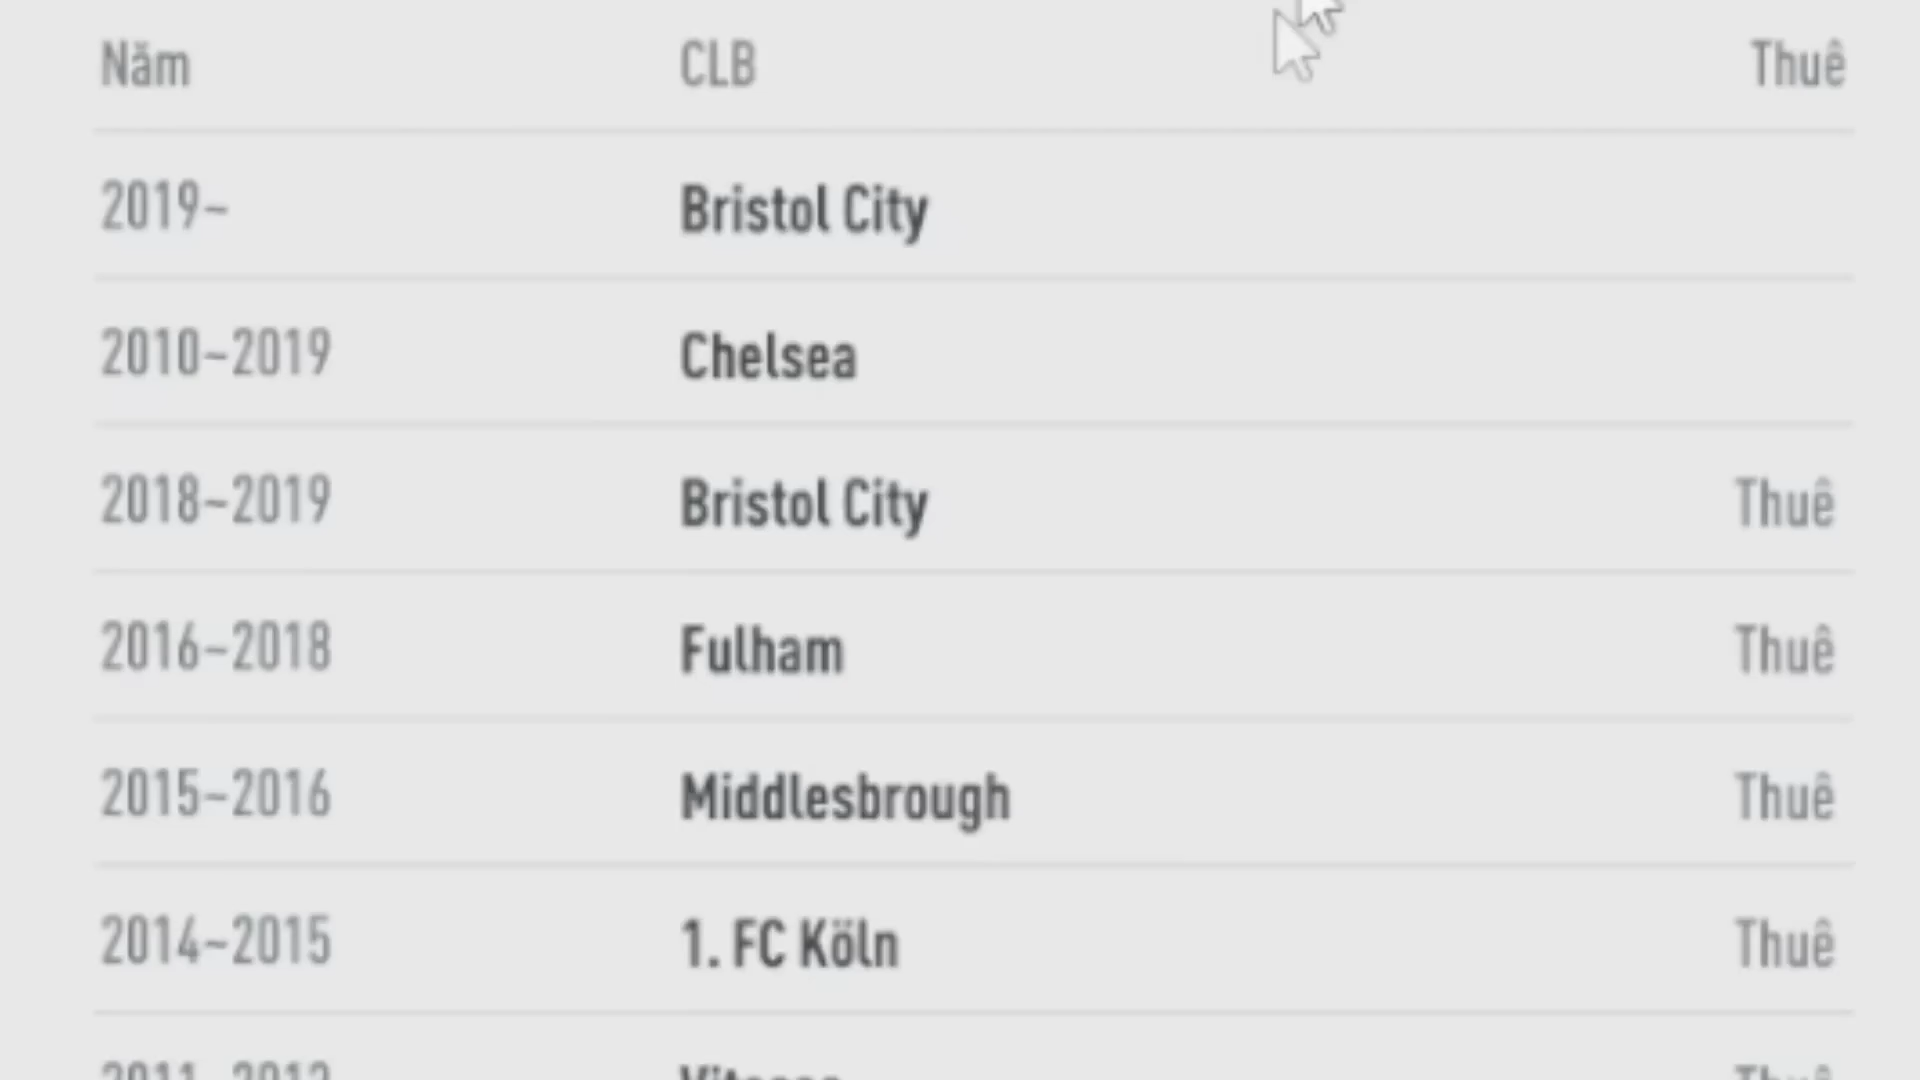 Năm CLB Thuê
2019~ Bristol City
2010~2019 Chelsea
2018~2019 Bristol City Thuê
2016~2018 Fulham Thuê
2015~2016 Middlesbrough Thuê
2014~2015 1. FC Köln Thuê